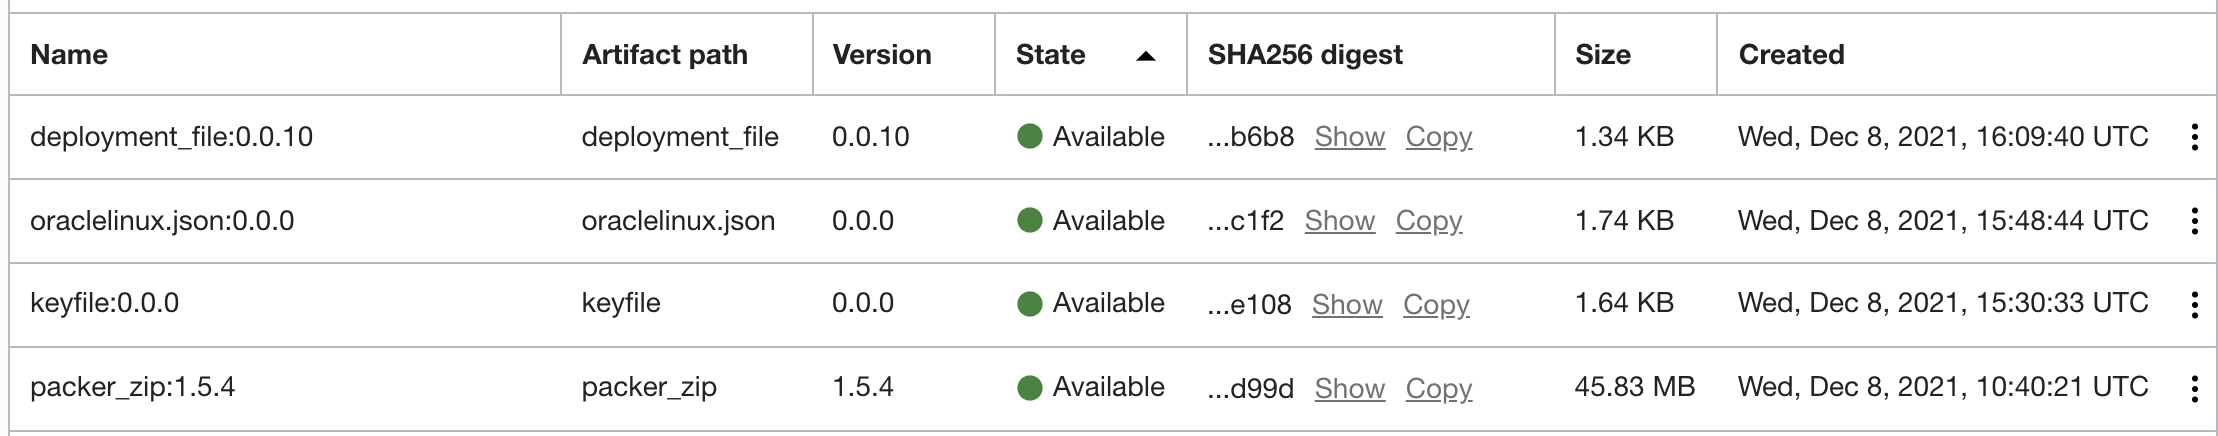 Name Artifact path Version State SHA256 digest Size Created
deployment_file:0.0.10 deployment_file 0.0.10 Available ...b6b8 Show Copy 1.34 KB Wed, Dec 8, 2021, 16:09:40 UTC
oraclelinux.json:0.0.0 oraclelinux.json 0.0.0 Available ...c1f2 Show Copy 1.74 KB Wed, Dec 8, 2021, 15:48:44 UTC
keyfile:0.0.0 keyfile 0.0.0 Available ...e108 Show Copy 1.64 KB Wed, Dec 8, 2021, 15:30:33 UTC
packer_zip:1.5.4 packer_zip 1.5.4 Available ...d99d Show Copy 45.83 MB Wed, Dec 8, 2021, 10:40:21 UTC